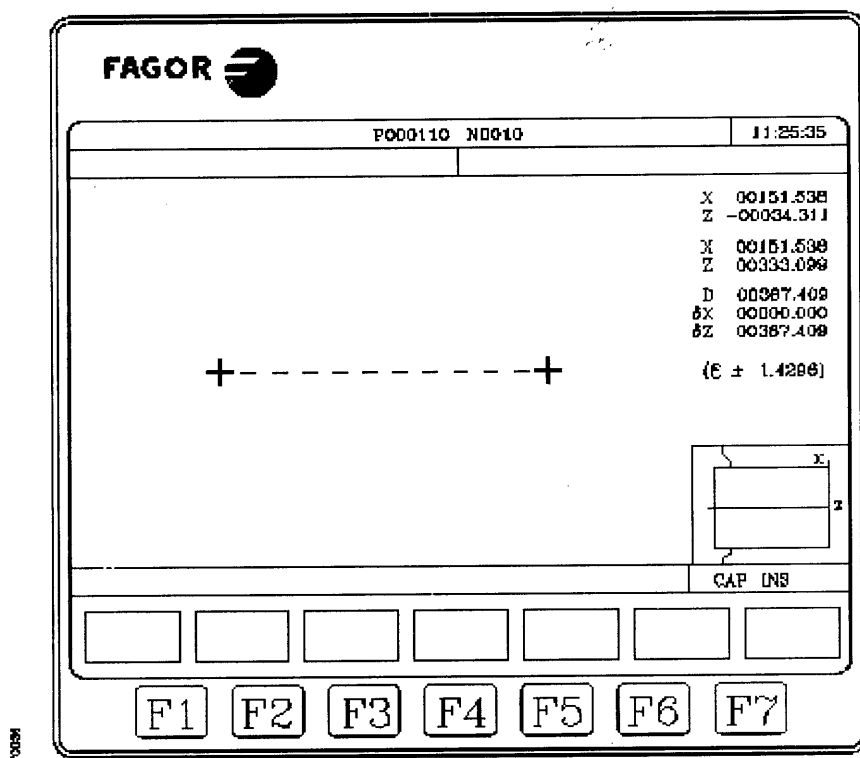 FAGOR
P000110 N0010
11:25:35
X 00151.538
Z -00034.311
X 00151.538
Z 00333.099
D 00367.409
δX 00000.000
δZ 00367.409
(Є ± 1.4296)
X
Z
CAP INS
F1 F2 F3 F4 F5 F6 F7